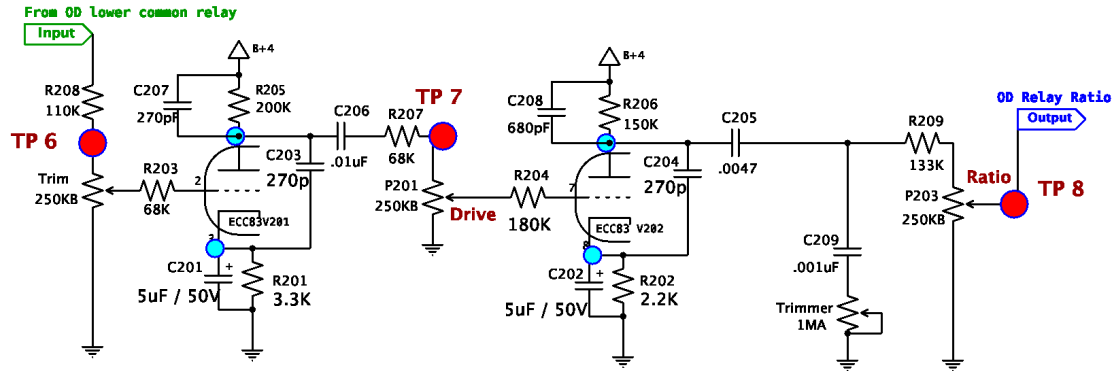 From OD lower common relay
Input
R208
110K
TP 6
Trim
250KB
R203
68K
2
C207
270pF
B+4
R205
200K
C206
.01uF
C203
270p
ECC83 V201
3
C201
+
5uF / 50V
R201
3.3K
R207
68K
TP 7
P201
250KB
Drive
R204
180K
7
C208
680pF
B+4
R206
150K
C204
270p
ECC83 V202
8
C202
+
5uF / 50V
R202
2.2K
C205
.0047
C209
.001uF
Trimmer
1MA
R209
133K
P203
250KB
Ratio
OD Relay Ratio
Output
TP 8